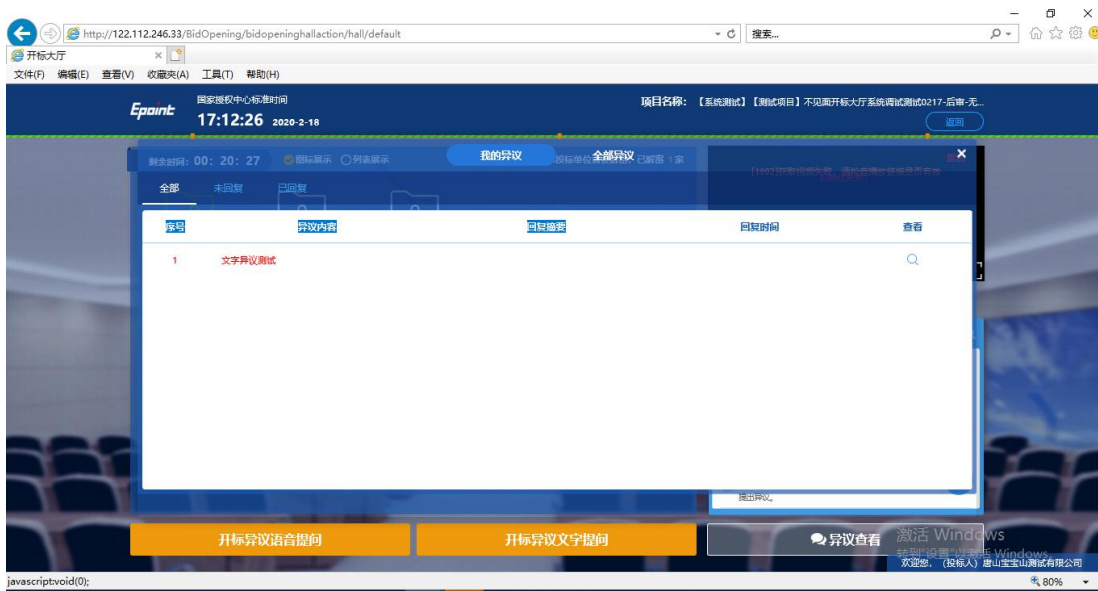 http://122.112.246.33/BidOpening/bidopeninghallaction/hall/default
搜索...
开标大厅
文件(F) 编辑(E) 查看(V) 收藏夹(A) 工具(T) 帮助(H)
Epoint
国家授权中心标准时间
17:12:26 2020-2-18
项目名称：【系统测试】【测试项目】不见面开标大厅系统调试测试0217-后审-无...
返回
剩余时间：00：20：27 图标展示 列表展示
已解密 1家
我的异议 全部异议
全部 未回复 已回复
序号 异议内容 回复摘要 回复时间 查看
1 文字异议测试
提出异议。
开标异议语音提问 开标异议文字提问 异议查看
激活 Windows
转到"设置"以激活 Windows。
欢迎您，（投标人）唐山宝宝山测试有限公司
javascript:void(0);
80%